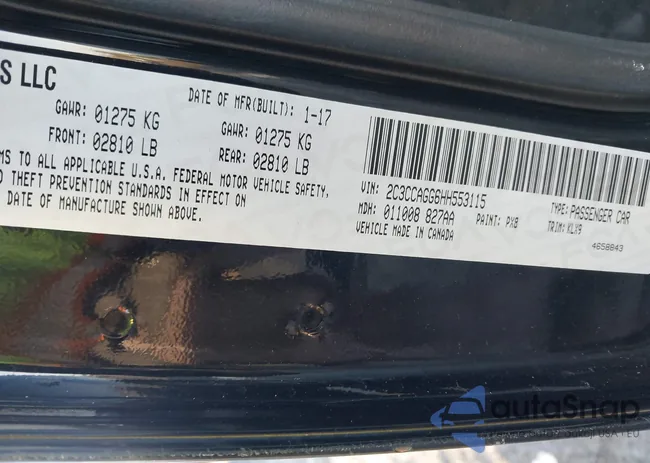 S LLC
DATE OF MFR(BUILT): 1-17
GAWR: 01275 KG GAWR: 01275 KG
FRONT: 02810 LB REAR: 02810 LB
MS TO ALL APPLICABLE U.S.A. FEDERAL MOTOR VEHICLE SAFETY,
D THEFT PREVENTION STANDARDS IN EFFECT ON
DATE OF MANUFACTURE SHOWN ABOVE.
VIN: 2C3CCAGG6HH553115 TYPE: PASSENGER CAR
MDH: 011008 827AA PAINT: PX8 TRIM: KLX9
VEHICLE MADE IN CANADA 4658843
autoSnap